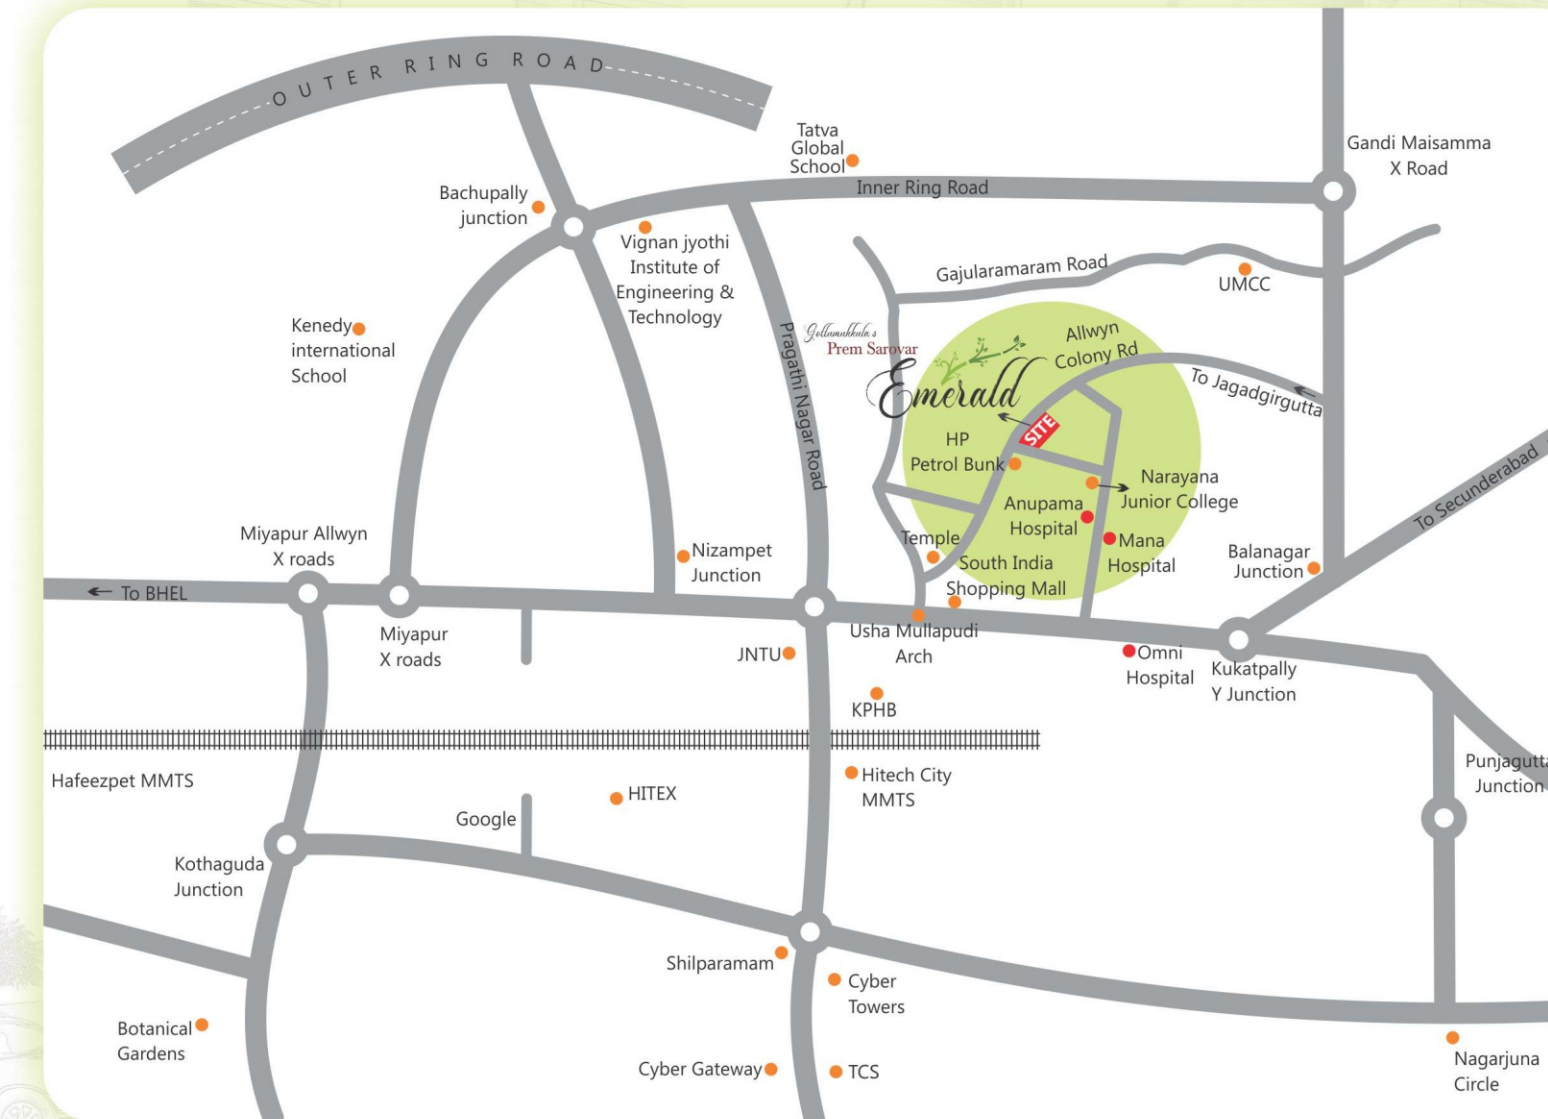 OUTER RING ROAD
Tatva
Global
School
Gandi Maisamma
X Road
Inner Ring Road
Bachupally
junction
Vignan jyothi
Institute of
Engineering &
Technology
Gajularamaram Road
UMCC
Kenedy
international
School
Pragathi Nagar Road
Gollamukkula's
Prem Sarovar
Emerald
Allwyn
Colony Rd
To Jagadgirgutta
SITE
HP
Petrol Bunk
Narayana
Junior College
Anupama
Hospital
Mana
Hospital
To Secunderabad
Temple
South India
Shopping Mall
Balanagar
Junction
Miyapur Allwyn
X roads
Nizampet
Junction
To BHEL
Miyapur
X roads
JNTU
Usha Mullapudi
Arch
Omni
Hospital
Kukatpally
Y Junction
KPHB
Hafeezpet MMTS
HITEX
Hitech City
MMTS
Punjagutta
Junction
Google
Kothaguda
Junction
Shilparamam
Cyber
Towers
Botanical
Gardens
Cyber Gateway
TCS
Nagarjuna
Circle